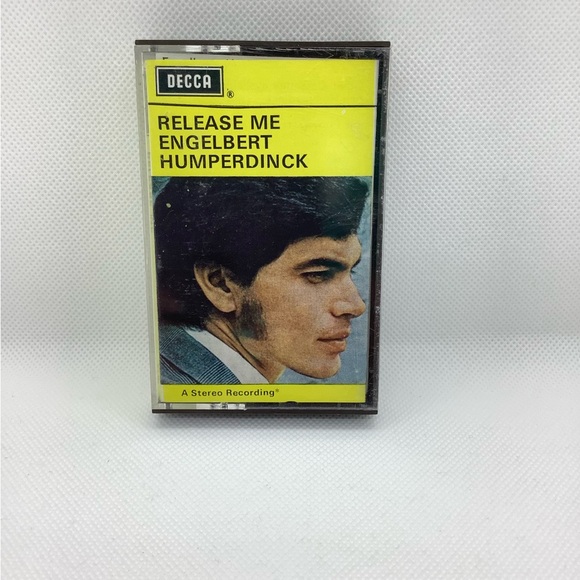 DECCA
®
RELEASE ME
ENGELBERT
HUMPERDINCK
A Stereo Recording®